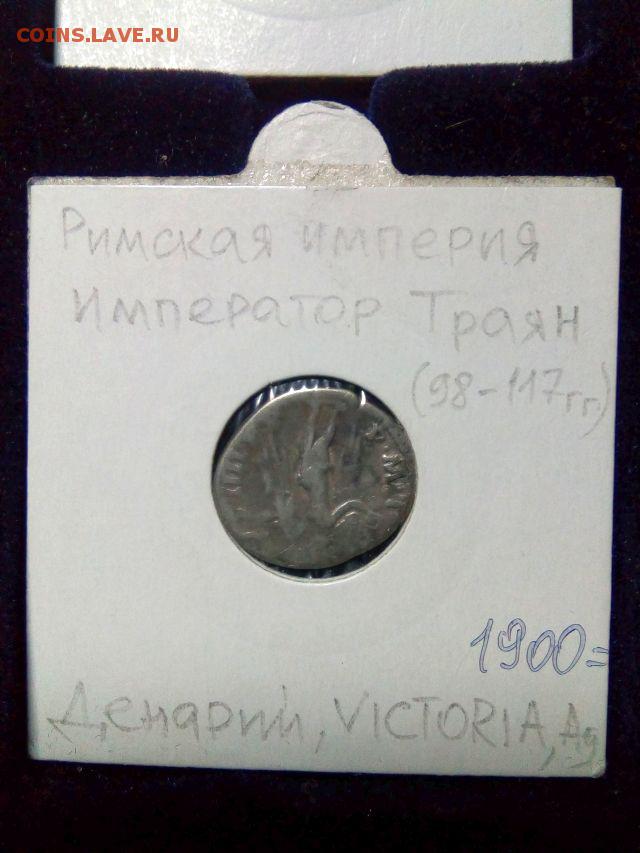 COINS.LAVE.RU
Римская империя
император Траян
(98-117гг)
1900=
Денарий, VICTORIA, Ag